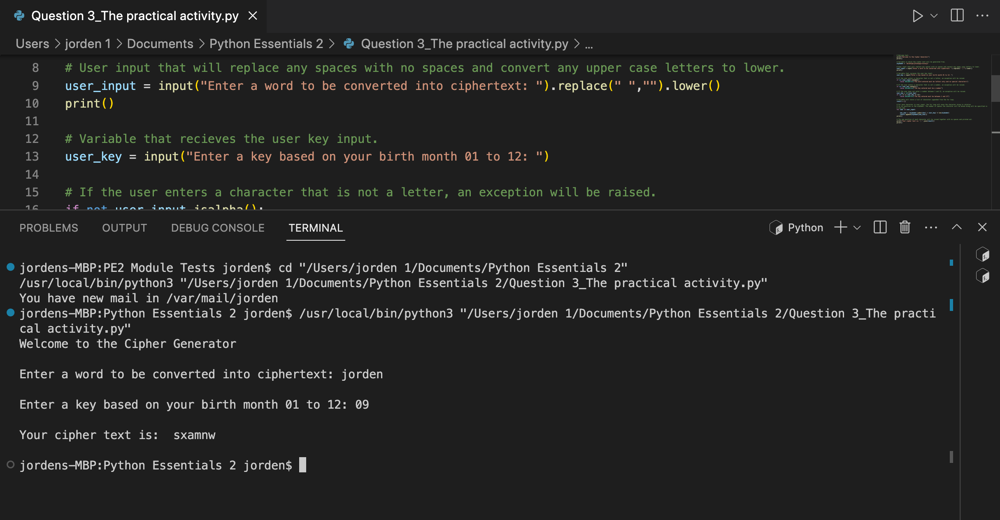 Question 3_The practical activity.py
Users > jorden 1 > Documents > Python Essentials 2 > Question 3_The practical activity.py > ...
8 # User input that will replace any spaces with no spaces and convert any upper case letters to lower.
9 user_input = input("Enter a word to be converted into ciphertext: ").replace(" ","").lower()
10 print()
11
12 # Variable that recieves the user key input.
13 user_key = input("Enter a key based on your birth month 01 to 12: ")
14
15 # If the user enters a character that is not a letter, an exception will be raised.
16 if not user_input.isalpha():
PROBLEMS OUTPUT DEBUG CONSOLE TERMINAL Python
jordens-MBP:PE2 Module Tests jorden$ cd "/Users/jorden 1/Documents/Python Essentials 2"
/usr/local/bin/python3 "/Users/jorden 1/Documents/Python Essentials 2/Question 3_The practical activity.py"
You have new mail in /var/mail/jorden
jordens-MBP:Python Essentials 2 jorden$ /usr/local/bin/python3 "/Users/jorden 1/Documents/Python Essentials 2/Question 3_The practi
cal activity.py"
Welcome to the Cipher Generator
Enter a word to be converted into ciphertext: jorden
Enter a key based on your birth month 01 to 12: 09
Your cipher text is:  sxamnw
jordens-MBP:Python Essentials 2 jorden$